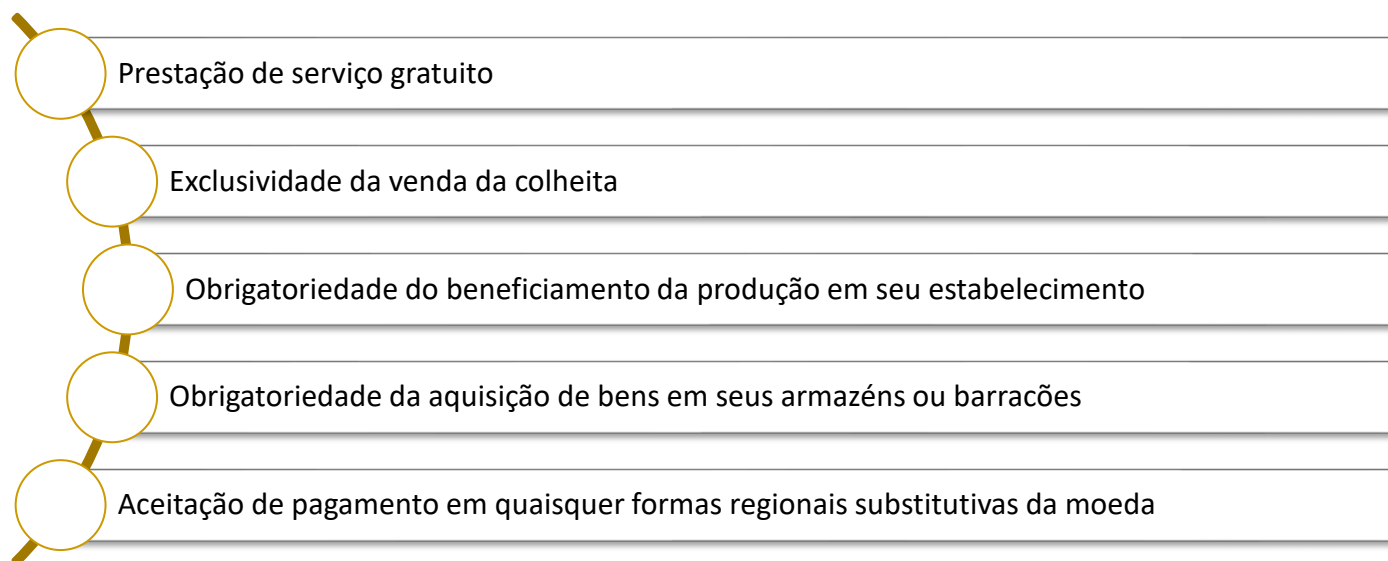 Prestação de serviço gratuito
Exclusividade da venda da colheita
Obrigatoriedade do beneficiamento da produção em seu estabelecimento
Obrigatoriedade da aquisição de bens em seus armazéns ou barracões
Aceitação de pagamento em quaisquer formas regionais substitutivas da moeda